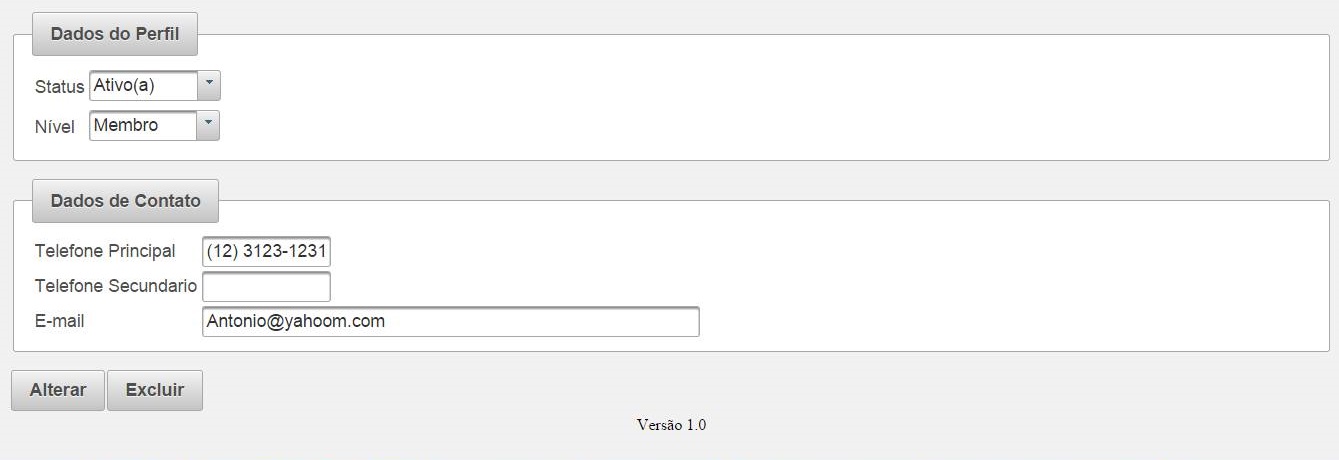 Dados do Perfil
Status Ativo(a)
Nível Membro
Dados de Contato
Telefone Principal (12) 3123-1231
Telefone Secundario
E-mail Antonio@yahoom.com
Alterar Excluir
Versão 1.0